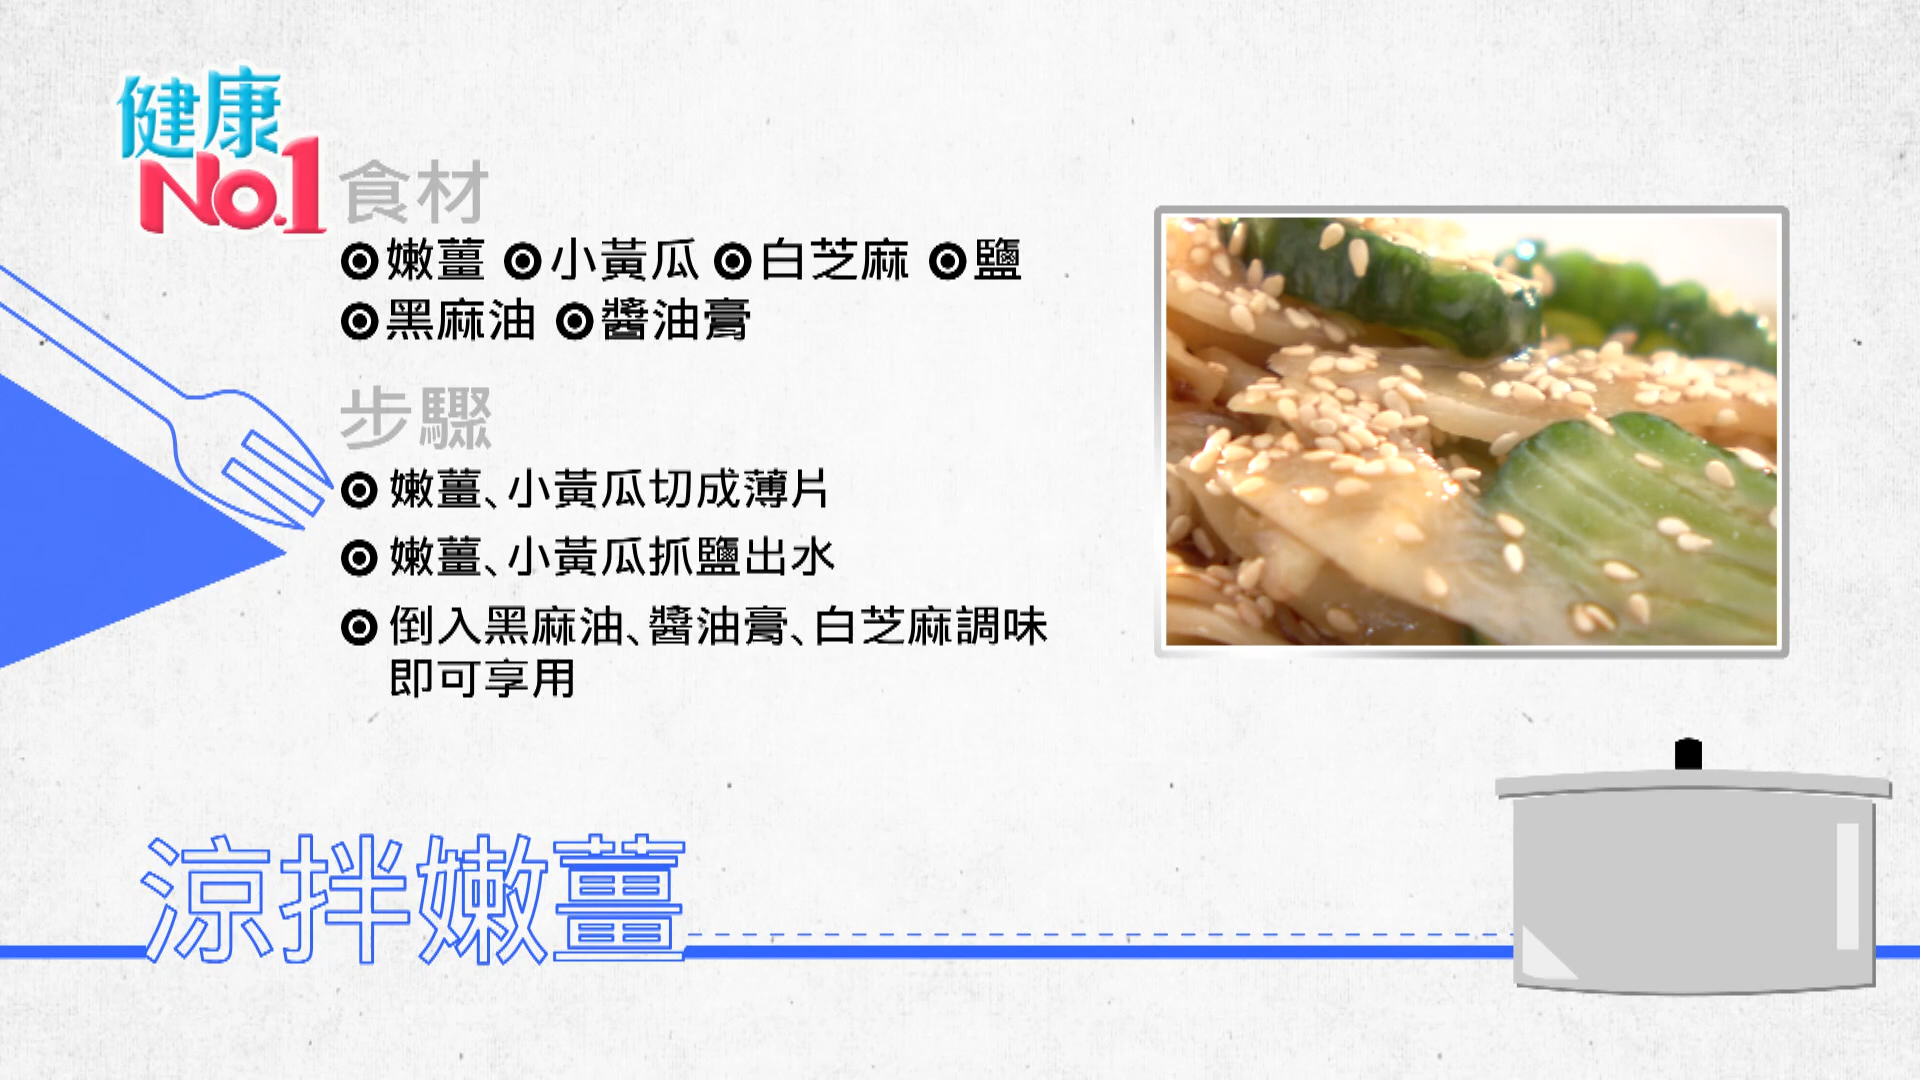 健康
No.1
食材
◎嫩薑 ◎小黃瓜 ◎白芝麻 ◎鹽
◎黑麻油 ◎醬油膏
步驟
◎ 嫩薑、小黃瓜切成薄片
◎ 嫩薑、小黃瓜抓鹽出水
◎ 倒入黑麻油、醬油膏、白芝麻調味
即可享用
涼拌嫩薑